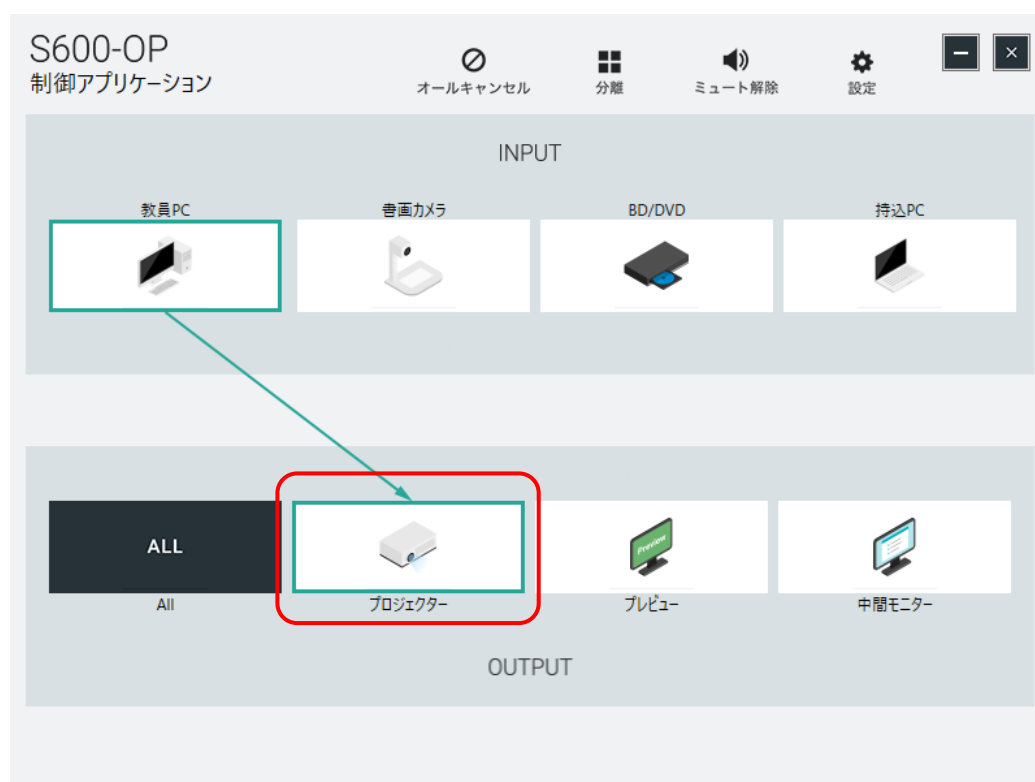 S600-OP
制御アプリケーション
オールキャンセル
分離
ミュート解除
設定
INPUT
教員PC
書画カメラ
BD/DVD
持込PC
ALL
Preview
All
プロジェクター
プレビュー
中間モニター
OUTPUT